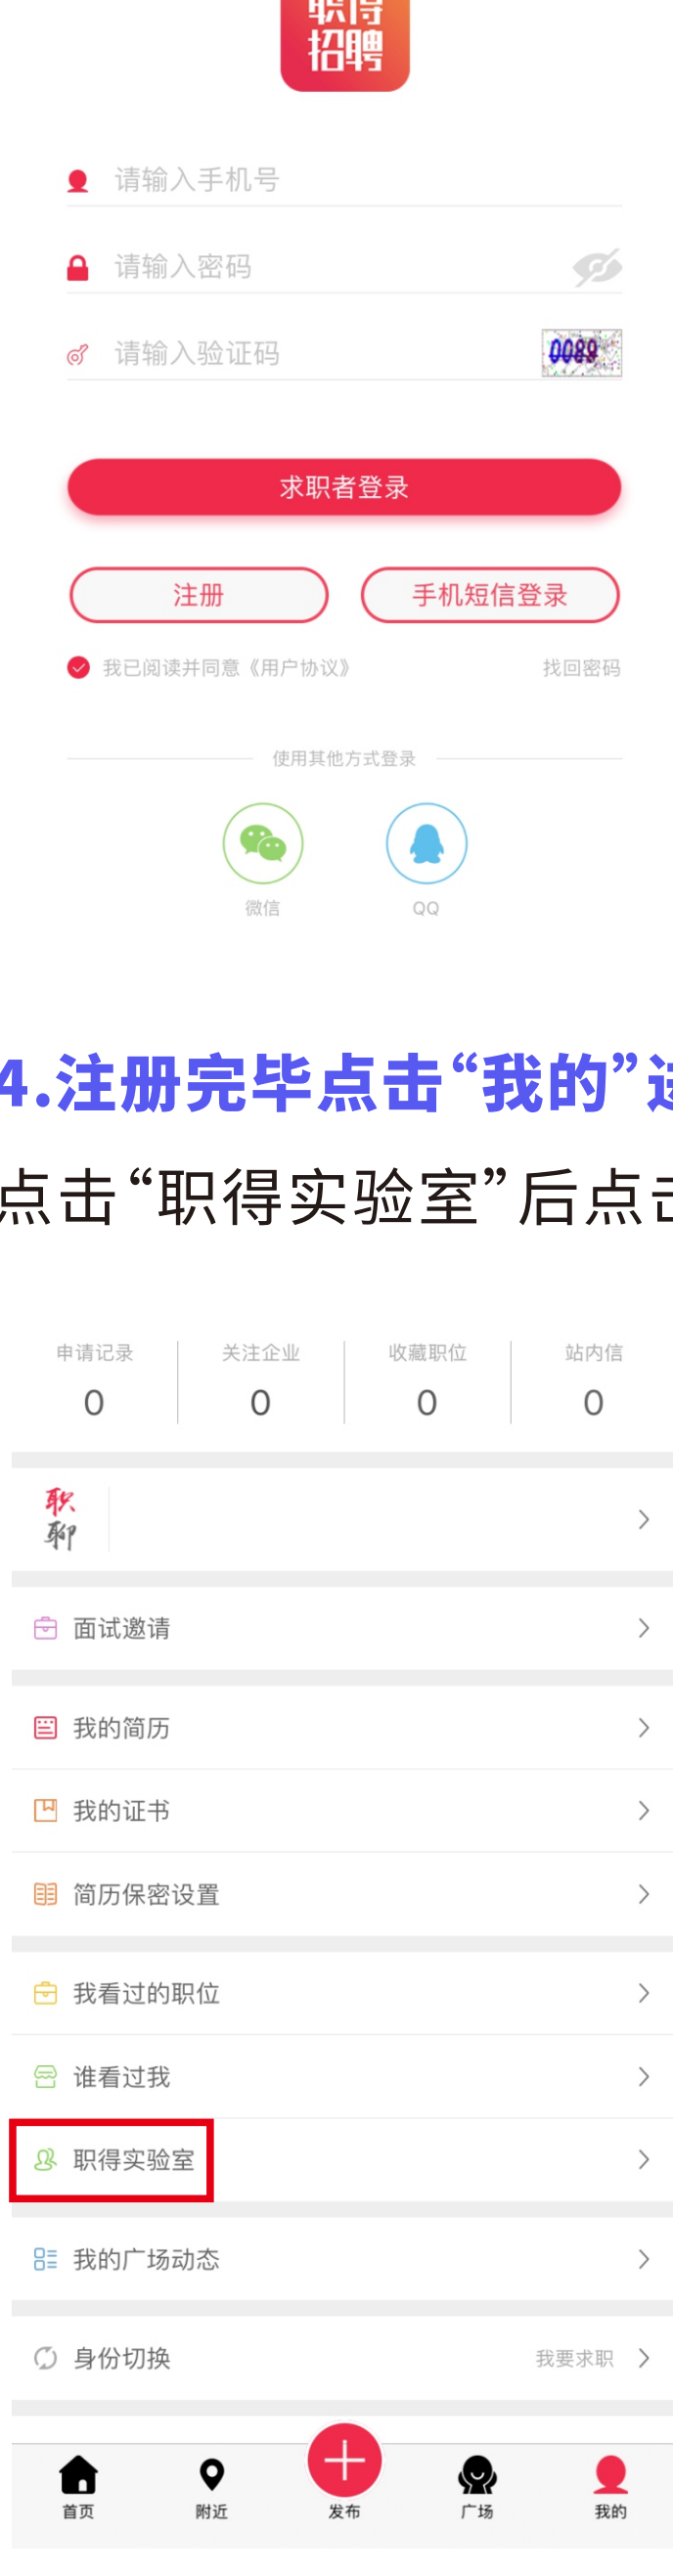 职得
招聘
请输入手机号
请输入密码
请输入验证码 0089
求职者登录
注册 手机短信登录
我已阅读并同意《用户协议》 找回密码
使用其他方式登录
微信 QQ
4.注册完毕点击“我的”进
点击“职得实验室”后点击
申请记录 关注企业 收藏职位 站内信
0 0 0 0
职
聊
面试邀请
我的简历
我的证书
简历保密设置
我看过的职位
谁看过我
职得实验室
我的广场动态
身份切换 我要求职
首页 附近 发布 广场 我的